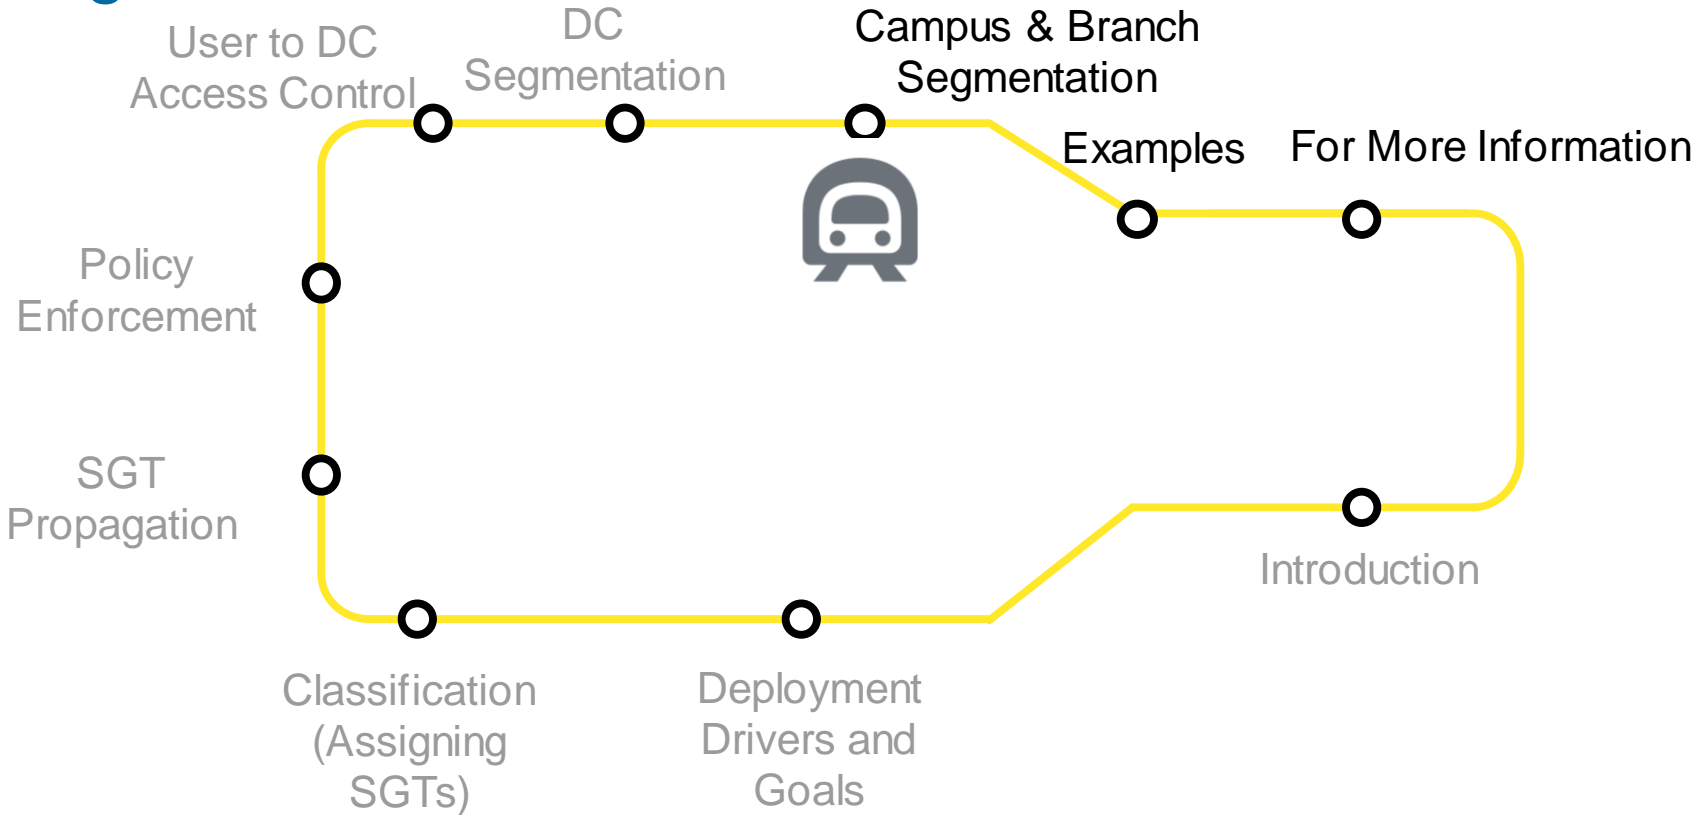 User to DC
Access Control
DC
Segmentation
Campus & Branch
Segmentation
Examples
For More Information
Policy
Enforcement
SGT
Propagation
Introduction
Classification
(Assigning
SGTs)
Deployment
Drivers and
Goals